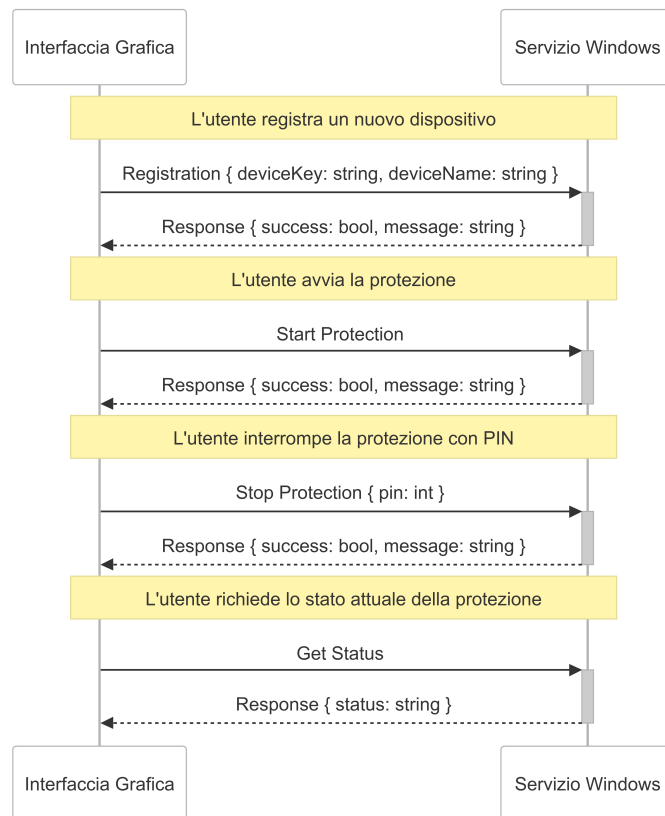 Interfaccia Grafica
Servizio Windows
L'utente registra un nuovo dispositivo
Registration { deviceKey: string, deviceName: string }
Response { success: bool, message: string }
L'utente avvia la protezione
Start Protection
Response { success: bool, message: string }
L'utente interrompe la protezione con PIN
Stop Protection { pin: int }
Response { success: bool, message: string }
L'utente richiede lo stato attuale della protezione
Get Status
Response { status: string }
Interfaccia Grafica
Servizio Windows